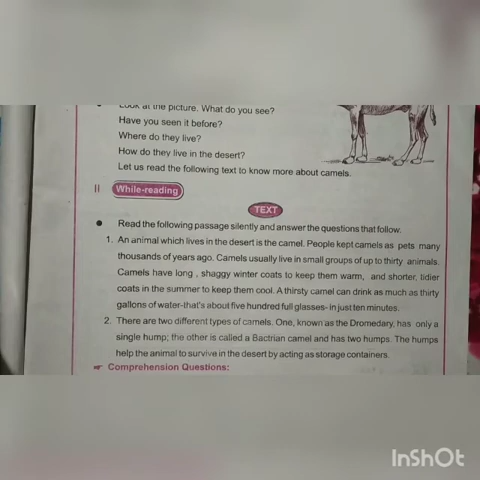 Look at the picture. What do you see?
Have you seen it before?
Where do they live?
How do they live in the desert?
Let us read the following text to know more about camels.
II While-reading
TEXT
● Read the following passage silently and answer the questions that follow.
1. An animal which lives in the desert is the camel. People kept camels as pets many
thousands of years ago. Camels usually live in small groups of up to thirty animals.
Camels have long, shaggy winter coats to keep them warm, and shorter, tidier
coats in the summer to keep them cool. A thirsty camel can drink as much as thirty
gallons of water-that's about five hundred full glasses- in just ten minutes.
2. There are two different types of camels. One, known as the Dromedary, has only a
single hump; the other is called a Bactrian camel and has two humps. The humps
help the animal to survive in the desert by acting as storage containers.
☞ Comprehension Questions:
InShOt